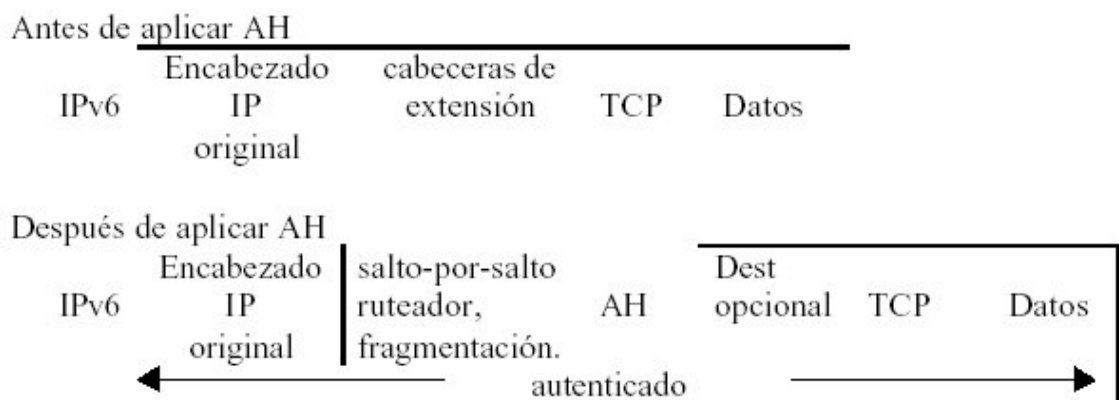 Antes de aplicar AH
Encabezado cabeceras de
IPv6 IP extensión TCP Datos
original
Después de aplicar AH
Encabezado salto-por-salto Dest
IPv6 IP ruteador, AH opcional TCP Datos
original fragmentación.
autenticado